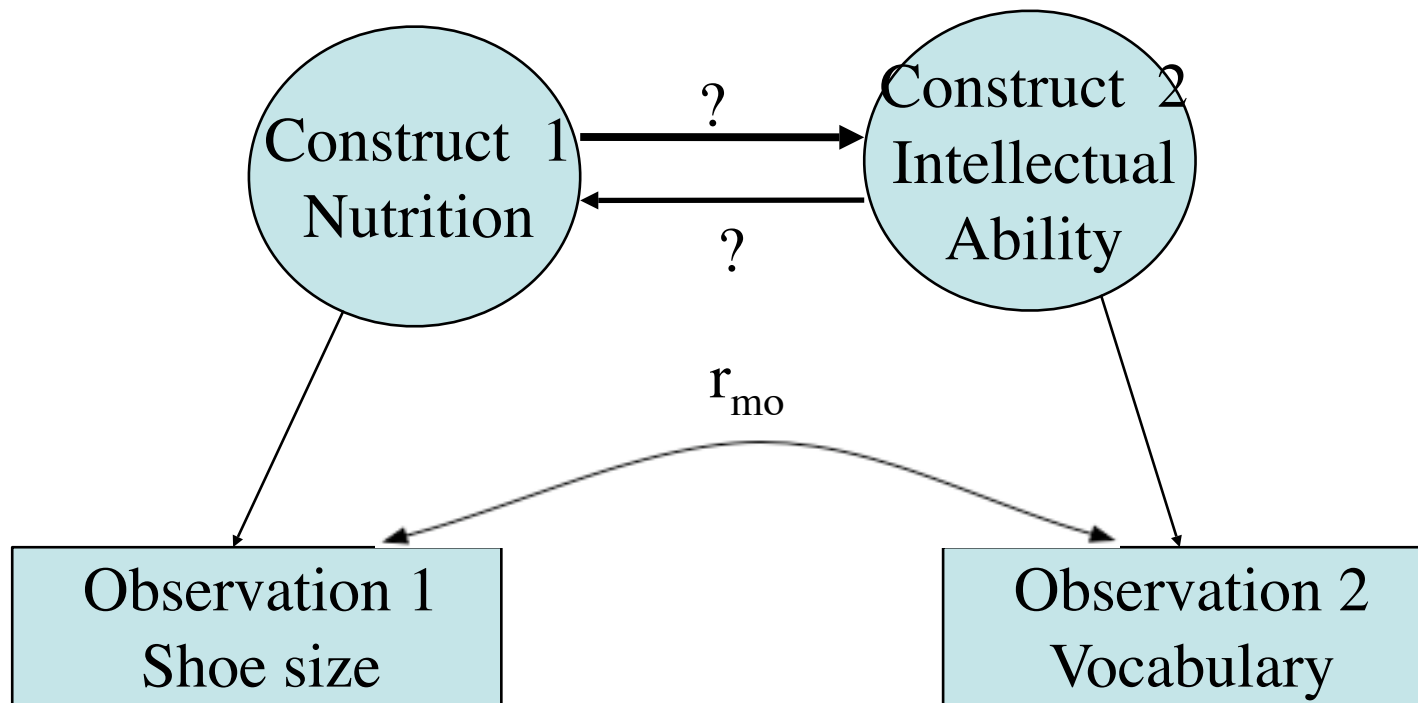 Construct 1
Nutrition
?
?
Construct 2
Intellectual
Ability
r_mo
Observation 1
Shoe size
Observation 2
Vocabulary